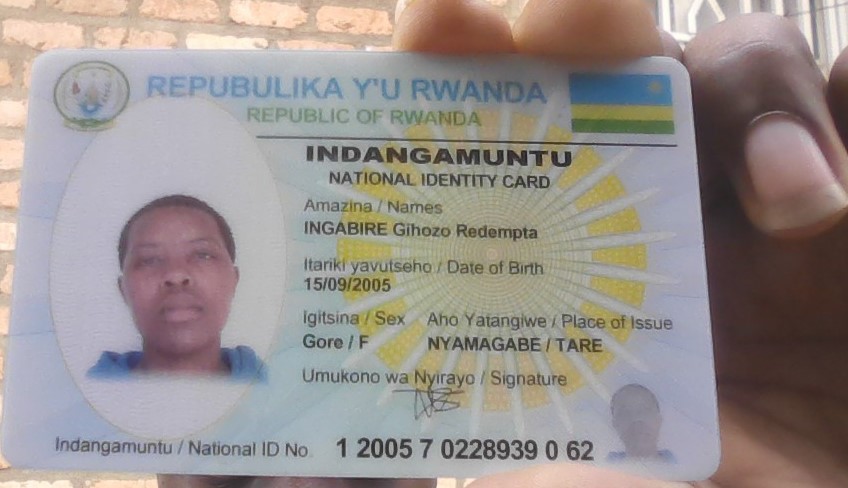 REPUBULIKA Y'U RWANDA
REPUBLIC OF RWANDA
INDANGAMUNTU
NATIONAL IDENTITY CARD
Amazina / Names
INGABIRE Gihozo Redempta
Itariki yavutseho / Date of Birth
15/09/2005
Igitsina / Sex Aho Yatangiwe / Place of Issue
Gore / F NYAMAGABE / TARE
Umukono wa Nyirayo / Signature
Indangamuntu / National ID No. 1 2005 7 0228939 0 62